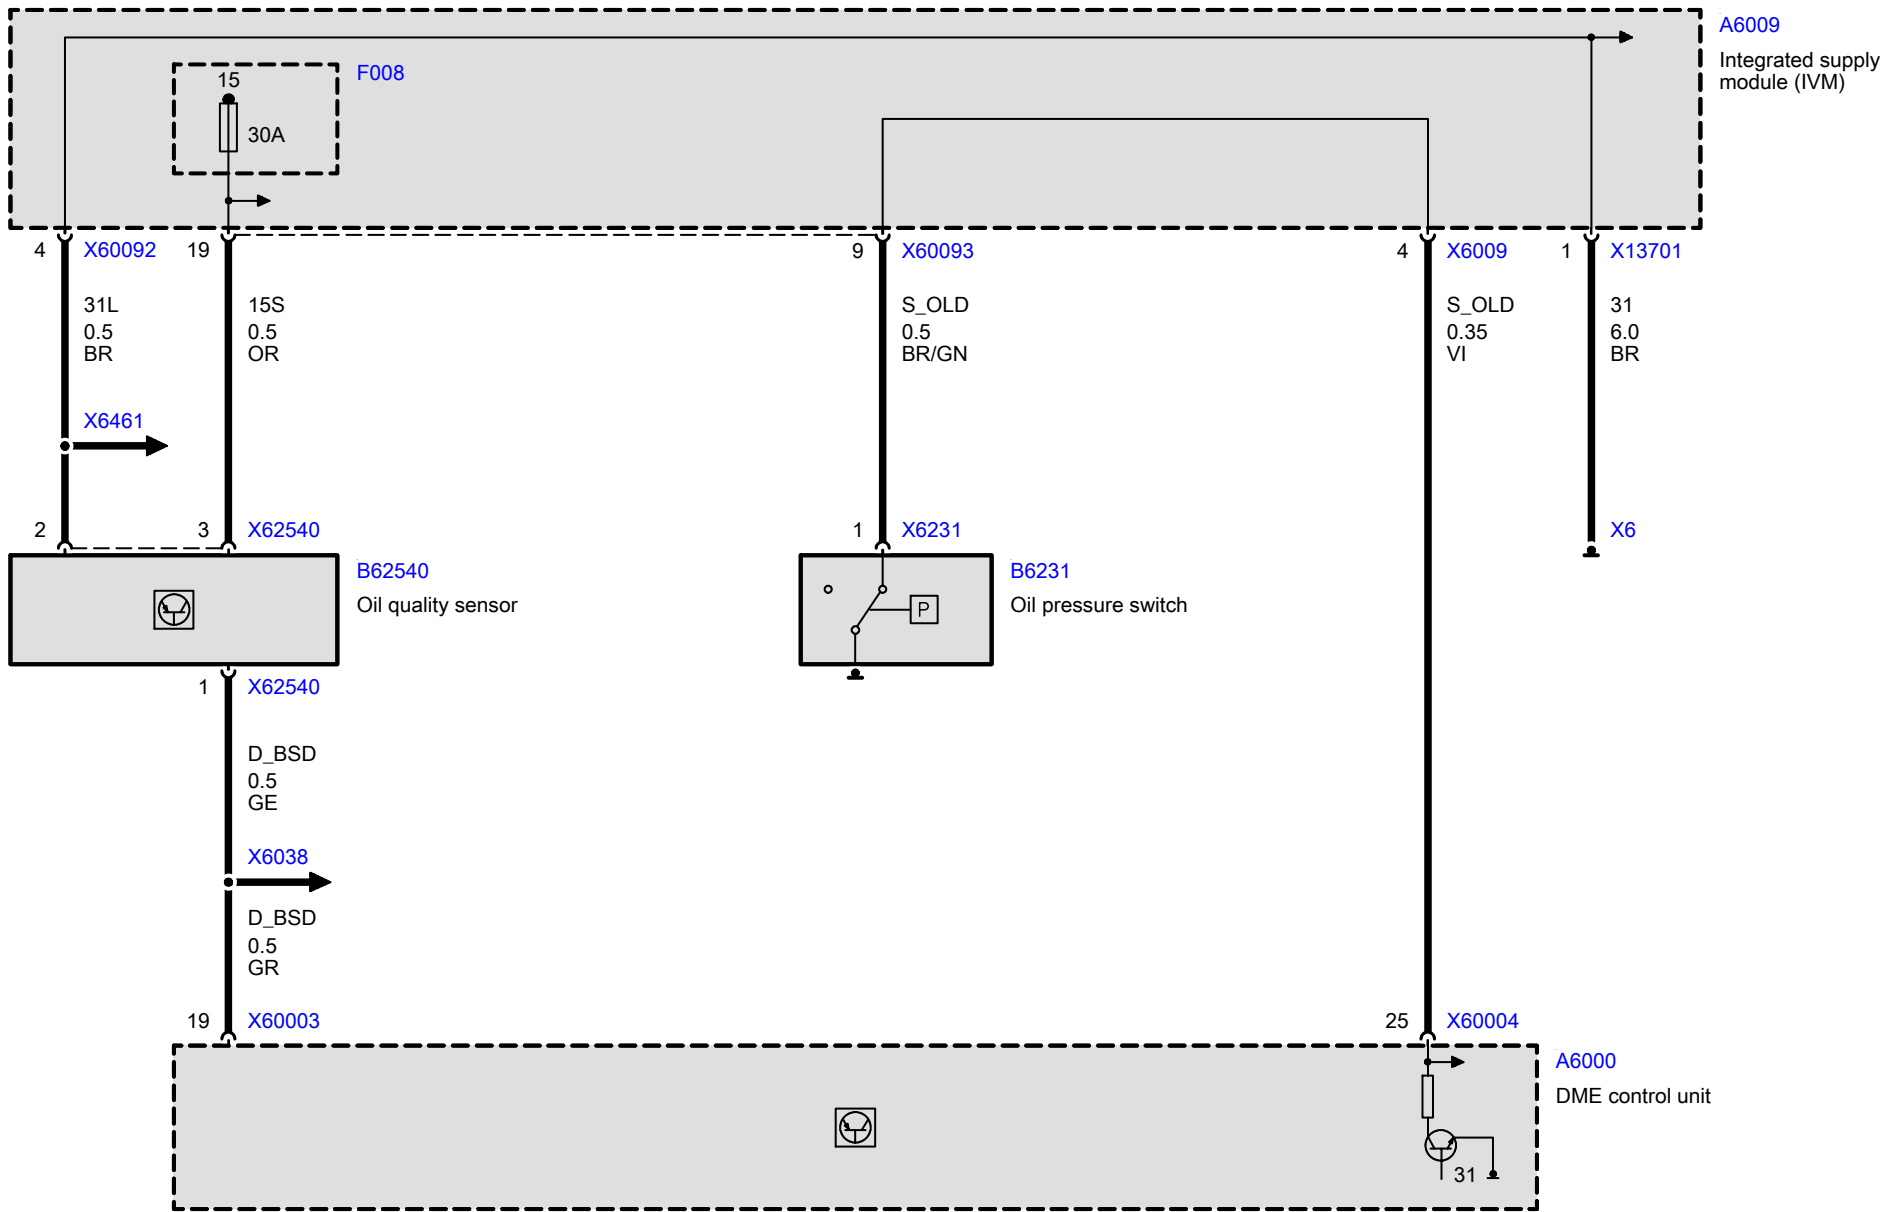 A6009
Integrated supply
module (IVM)
F008
15
30A
4 X60092 19 9 X60093 4 X6009 1 X13701
31L 15S S_OLD S_OLD 31
0.5 0.5 0.5 0.35 6.0
BR OR BR/GN VI BR
X6461
2 3 X62540 1 X6231 X6
B62540 B6231
Oil quality sensor Oil pressure switch
P
1 X62540
D_BSD
0.5
GE
X6038
D_BSD
0.5
GR
19 X60003 25 X60004
A6000
DME control unit
31